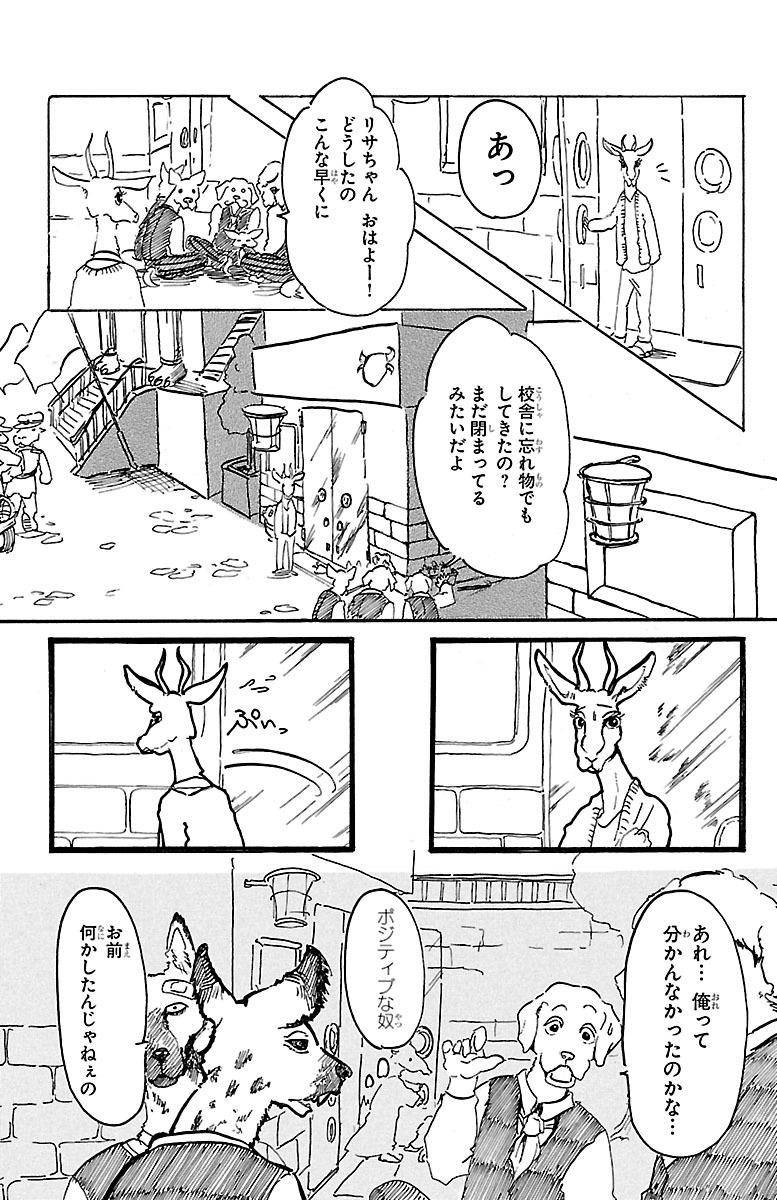 あっ
リサちゃん おはよー!
どうしたの
こんな早くに
校舎に忘れ物でも
してきたの?
まだ閉まってる
みたいだよ
ぷいっ
あれ… 俺って
分かんなかったのかな…
ポジティブな奴
お前
何かしたんじゃねぇの